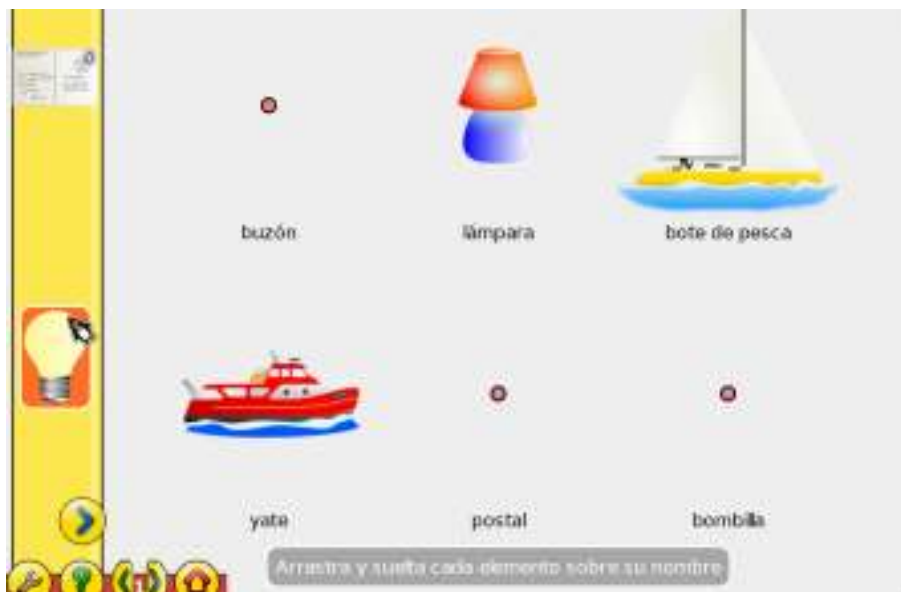 buzón lámpara bote de pesca
yate postal bombilla
Arrastra y suelta cada elemento sobre su nombre